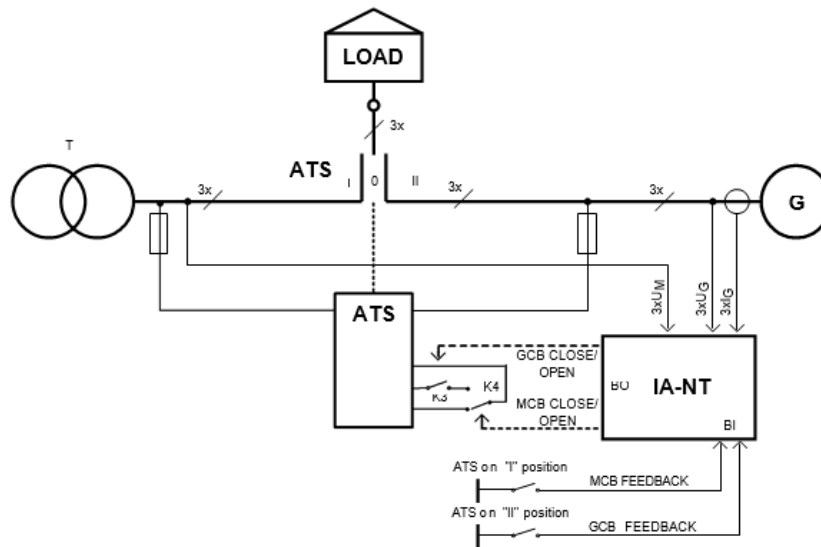 LOAD
3x
T
ATS
I
0
II
3x
3x
3x
G
3xUM
3xUG
3xIG
ATS
GCB CLOSE/
OPEN
K4
K3
MCB CLOSE/
OPEN
BO
IA-NT
BI
ATS on "I" position
MCB FEEDBACK
ATS on "II" position
GCB FEEDBACK